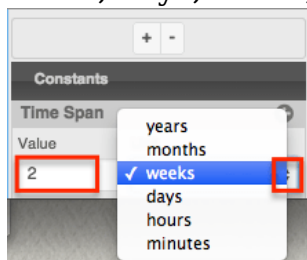 + -
Constants
Time Span
Value
2
years
months
✓ weeks
days
hours
minutes